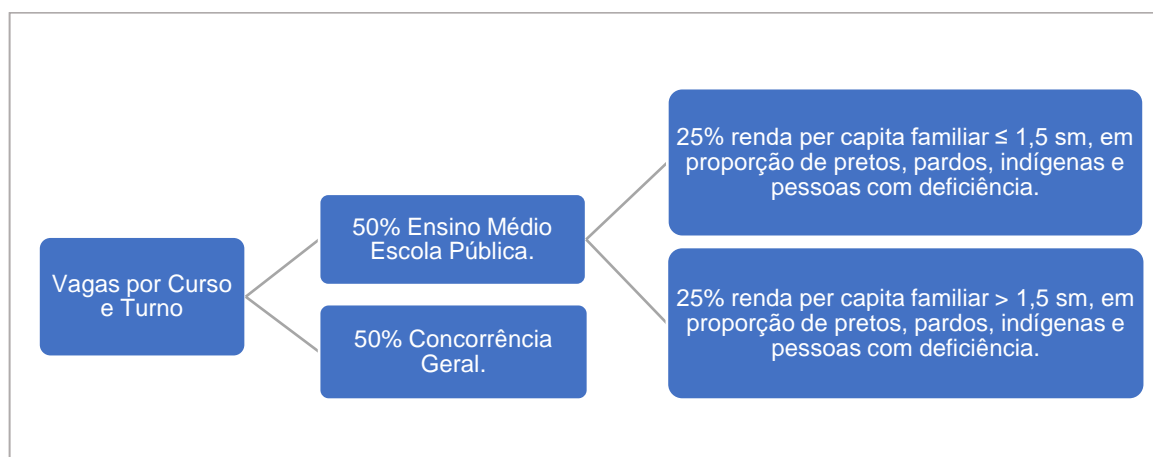 Vagas por Curso
e Turno
50% Ensino Médio
Escola Pública.
50% Concorrência
Geral.
25% renda per capita familiar ≤ 1,5 sm, em
proporção de pretos, pardos, indígenas e
pessoas com deficiência.
25% renda per capita familiar > 1,5 sm, em
proporção de pretos, pardos, indígenas e
pessoas com deficiência.